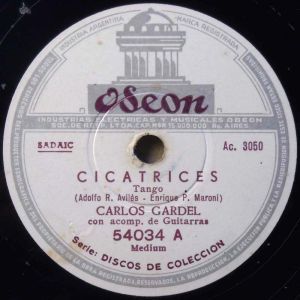 INDUSTRIA ARGENTINA
MARCA REGISTRADA
Odeon
INDUSTRIAS ELECTRICAS Y MUSICALES ODEON
SOC. DE RESP. LTDA. CAP. M$N 15.000.000 Bs. AIRES.
SADAIC
Ac. 3050
CICATRICES
Tango
(Adolfo R. Avilés - Enrique P. Maroni)
CARLOS GARDEL
con acomp. de Guitarras
54034 A
Medium
Serie: DISCOS DE COLECCION